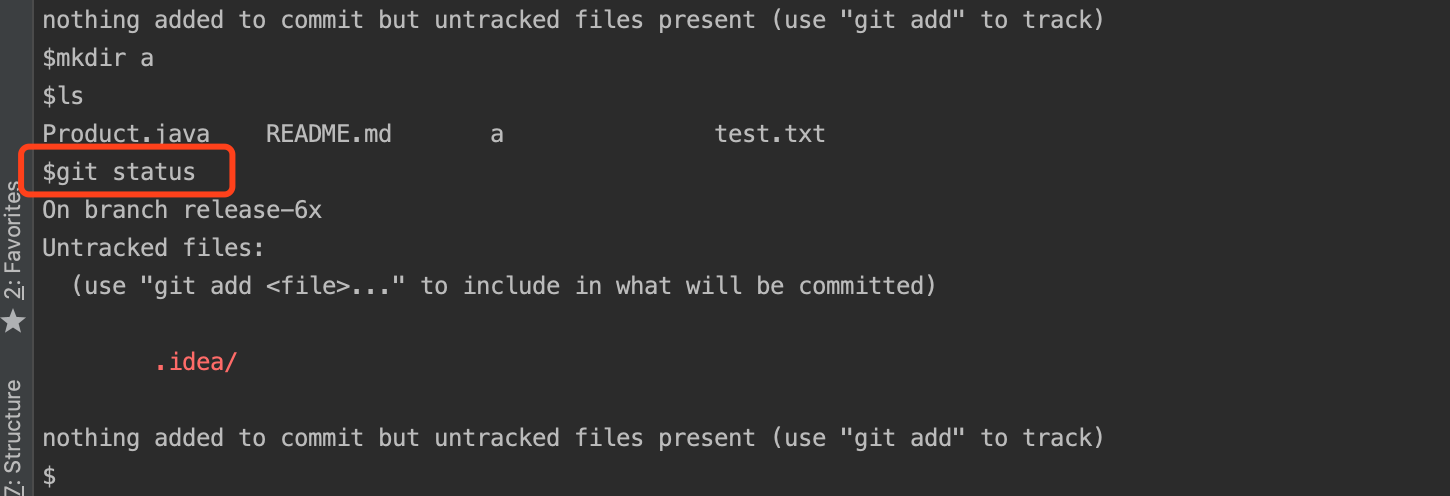 nothing added to commit but untracked files present (use "git add" to track)
$mkdir a
$ls
Product.java    README.md       a               test.txt
$git status
On branch release-6x
Untracked files:
  (use "git add <file>..." to include in what will be committed)
        .idea/
nothing added to commit but untracked files present (use "git add" to track)
$
2: Favorites
7: Structure